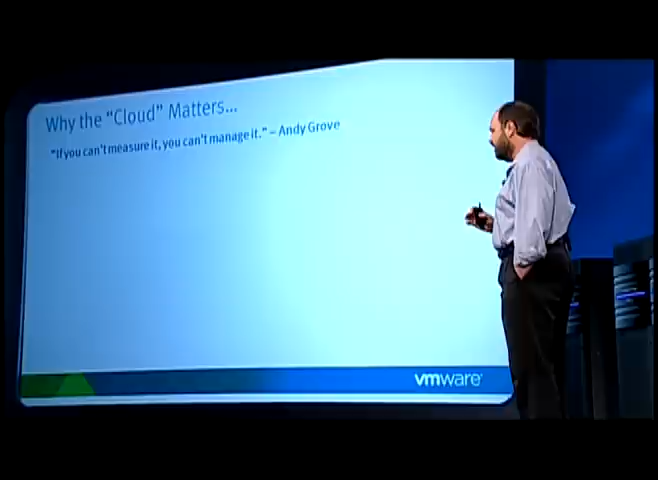 Why the “Cloud” Matters...
“If you can't measure it, you can't manage it.” – Andy Grove
vmware